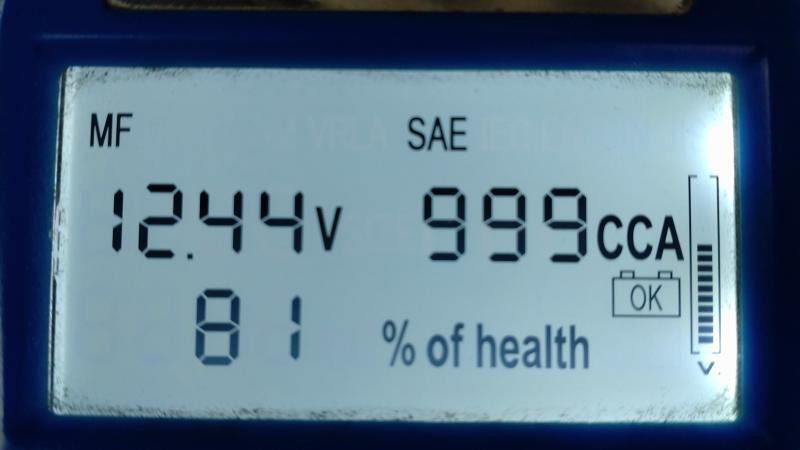 MF SAE
12.44V 999CCA
OK
81 % of health